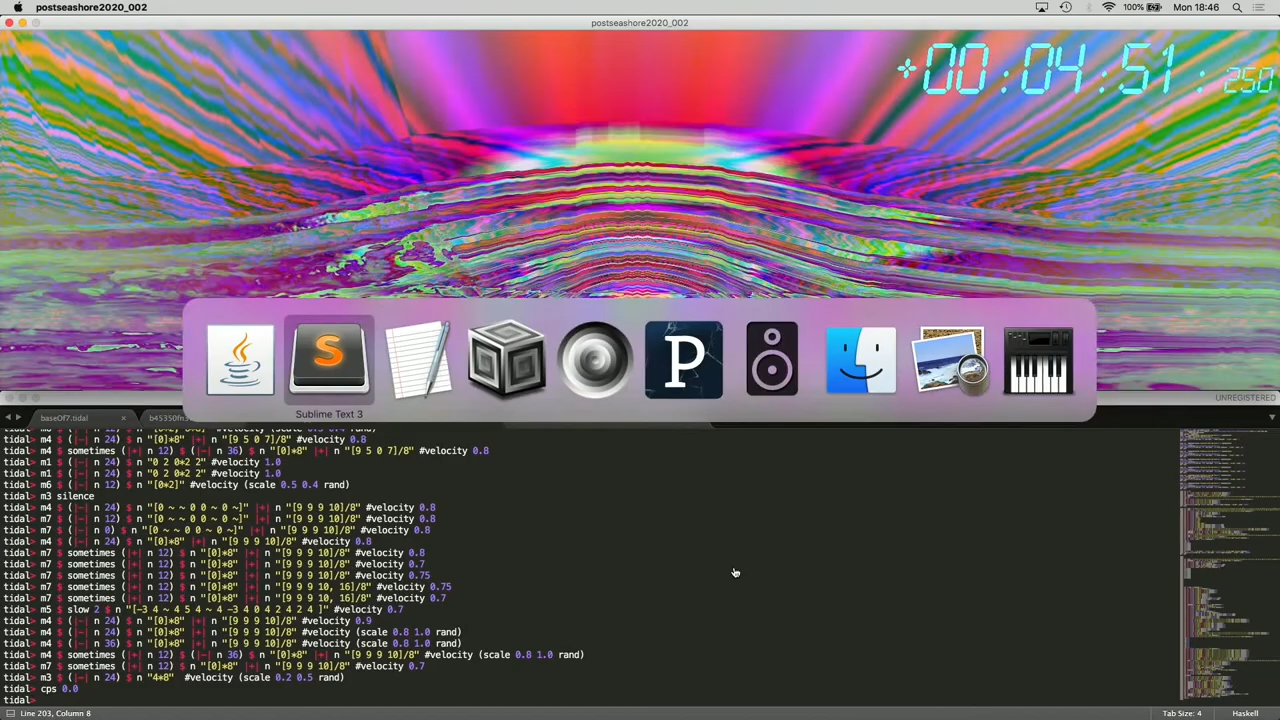 postseashore2020_002
100%
Mon 18:46
postseashore2020_002
+00:04:51:250
S
P
Sublime Text 3
UNREGISTERED
baseOf7.tidal
tidal> m4 $ sometimes (|+| n 12) $ (|-| n 36) $ n "[0]*8" |+| n "[9 5 0 7]/8" #velocity 0.8
tidal> m1 $ (|-| n 24) $ n "0 2 0*2 2" #velocity 1.0
tidal> m1 $ (|-| n 24) $ n "0 2 0*2 2" #velocity 1.0
tidal> m6 $ (|-| n 12) $ n "[0*2]" #velocity (scale 0.5 0.4 rand)
tidal> m3 silence
tidal> m4 $ (|-| n 24) $ n "[0 ~ ~ 0 0 ~ 0 ~]" |+| n "[9 9 9 10]/8" #velocity 0.8
tidal> m7 $ (|-| n 12) $ n "[0 ~ ~ 0 0 ~ 0 ~]" |+| n "[9 9 9 10]/8" #velocity 0.8
tidal> m7 $ (|-| n 0) $ n "[0 ~ ~ 0 0 ~ 0 ~]" |+| n "[9 9 9 10]/8" #velocity 0.8
tidal> m4 $ (|-| n 24) $ n "[0]*8" |+| n "[9 9 9 10]/8" #velocity 0.8
tidal> m7 $ sometimes (|+| n 12) $ n "[0]*8" |+| n "[9 9 9 10]/8" #velocity 0.8
tidal> m7 $ sometimes (|+| n 12) $ n "[0]*8" |+| n "[9 9 9 10]/8" #velocity 0.7
tidal> m7 $ sometimes (|+| n 12) $ n "[0]*8" |+| n "[9 9 9 10]/8" #velocity 0.75
tidal> m7 $ sometimes (|+| n 12) $ n "[0]*8" |+| n "[9 9 9 10, 16]/8" #velocity 0.75
tidal> m7 $ sometimes (|+| n 12) $ n "[0]*8" |+| n "[9 9 9 10, 16]/8" #velocity 0.7
tidal> m5 $ slow 2 $ n "[-3 4 ~ 4 5 4 ~ 4 -3 4 0 4 2 4 2 4 ]" #velocity 0.7
tidal> m4 $ (|-| n 24) $ n "[0]*8" |+| n "[9 9 9 10]/8" #velocity 0.9
tidal> m4 $ (|-| n 24) $ n "[0]*8" |+| n "[9 9 9 10]/8" #velocity (scale 0.8 1.0 rand)
tidal> m4 $ (|-| n 36) $ n "[0]*8" |+| n "[9 9 9 10]/8" #velocity (scale 0.8 1.0 rand)
tidal> m4 $ sometimes (|+| n 12) $ (|-| n 36) $ n "[0]*8" |+| n "[9 9 9 10]/8" #velocity (scale 0.8 1.0 rand)
tidal> m7 $ sometimes (|+| n 12) $ n "[0]*8" |+| n "[9 9 9 10]/8" #velocity 0.7
tidal> m3 $ (|-| n 24) $ n "4*8"  #velocity (scale 0.2 0.5 rand)
tidal> cps 0.0
tidal>
Line 203, Column 8
Tab Size: 4
Haskell